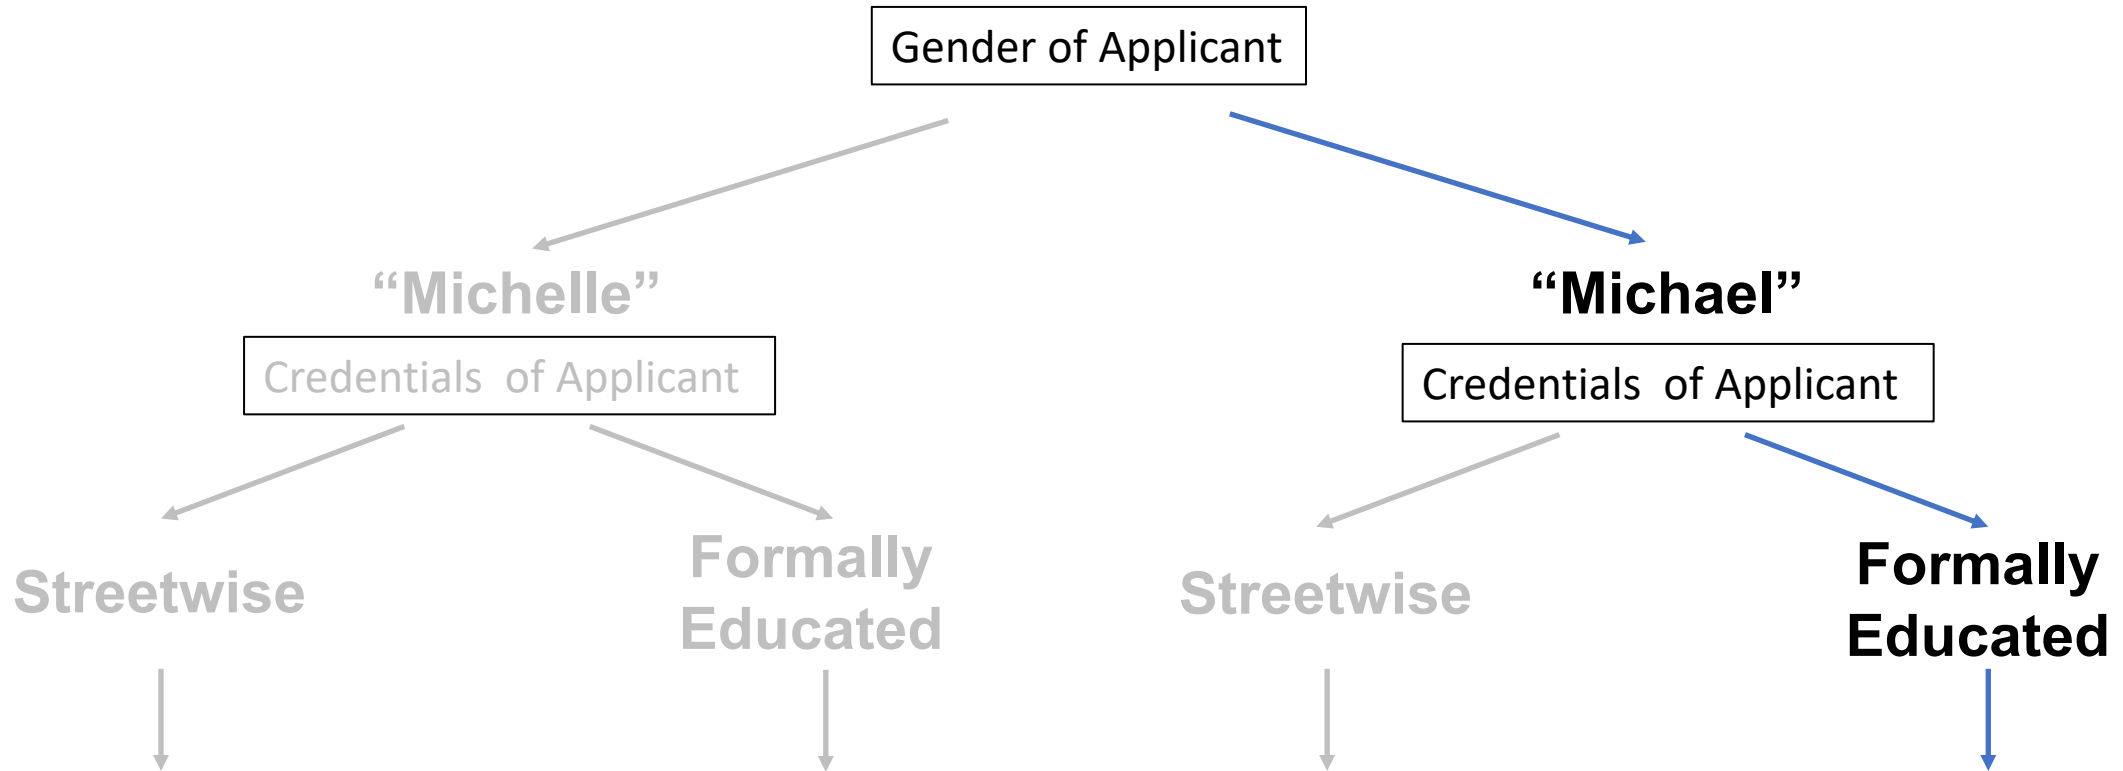 Gender of Applicant
“Michelle”
“Michael”
Credentials  of Applicant
Credentials  of Applicant
Streetwise
Formally
Educated
Streetwise
Formally
Educated